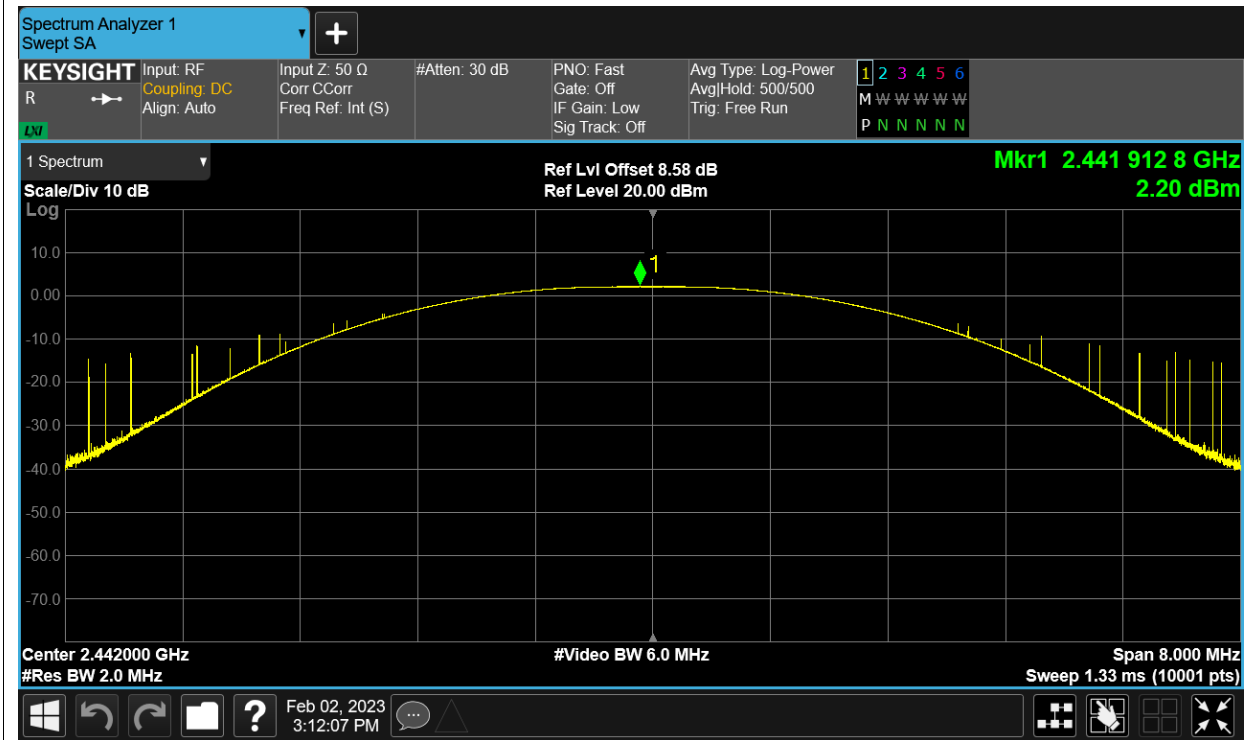 Spectrum Analyzer 1
Swept SA
KEYSIGHT
R
LXI
Input: RF
Coupling: DC
Align: Auto
Input Z: 50 Ω
Corr CCorr
Freq Ref: Int (S)
#Atten: 30 dB
PNO: Fast
Gate: Off
IF Gain: Low
Sig Track: Off
Avg Type: Log-Power
Avg|Hold: 500/500
Trig: Free Run
1 2 3 4 5 6
M W W W W W
P N N N N N
1 Spectrum
Scale/Div 10 dB
Log
Ref Lvl Offset 8.58 dB
Ref Level 20.00 dBm
Mkr1 2.441 912 8 GHz
2.20 dBm
10.0
0.00
-10.0
-20.0
-30.0
-40.0
-50.0
-60.0
-70.0
1
Center 2.442000 GHz
#Res BW 2.0 MHz
#Video BW 6.0 MHz
Span 8.000 MHz
Sweep 1.33 ms (10001 pts)
?
Feb 02, 2023
3:12:07 PM